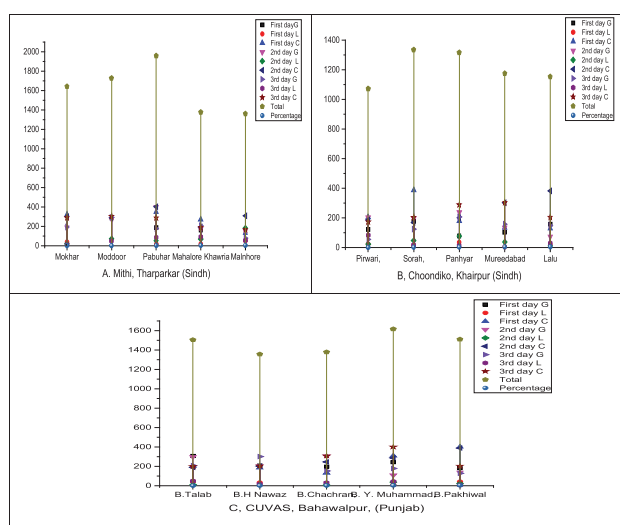 First dayG
First day L
First day C
2nd day G
2nd day L
2nd day C
3rd day G
3rd day L
3rd day C
Total
Percentage
2000
1800
1600
1400
1200
1000
800
600
400
200
0
Mokhar Moddoor Pabuhar Mahalore Khawria Malnhore
A. Mithi, Tharparkar (Sindh)
First day G
First day L
First day C
2nd day G
2nd day L
2nd day C
3rd day G
3rd day L
3rd day C
Total
Percentage
1400
1200
1000
800
600
400
200
0
Pirwari, Sorah, Panhyar Mureedabad Lalu
B, Choondiko, Khairpur (Sindh)
First day G
First day L
First day C
2nd day G
2nd day L
2nd day C
3rd day G
3rd day L
3rd day C
Total
Percentage
1600
1400
1200
1000
800
600
400
200
0
B.Talab B.H Nawaz B.Chachran B. Y. Muhammad B.Pakhiwal
C, CUVAS, Bahawalpur, (Punjab)